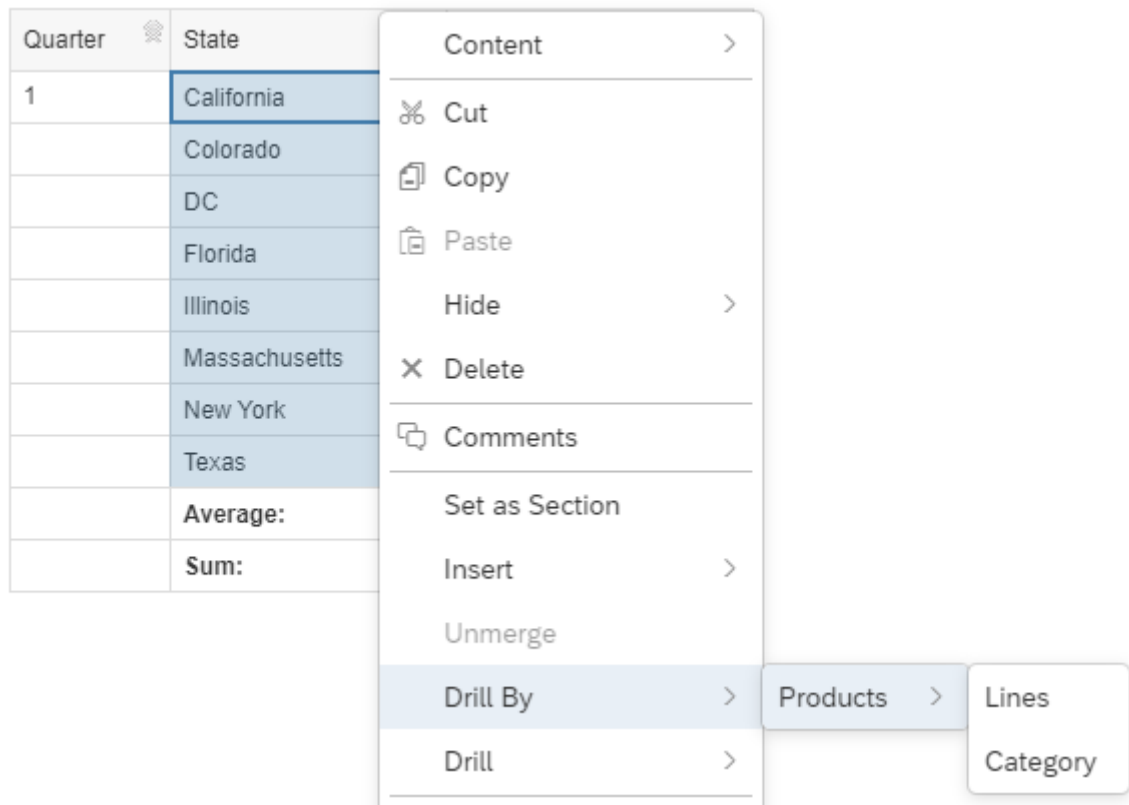 Quarter State
1 California
Colorado
DC
Florida
Illinois
Massachusetts
New York
Texas
Average:
Sum:
Content
Cut
Copy
Paste
Hide
Delete
Comments
Set as Section
Insert
Unmerge
Drill By
Drill
Products
Lines
Category